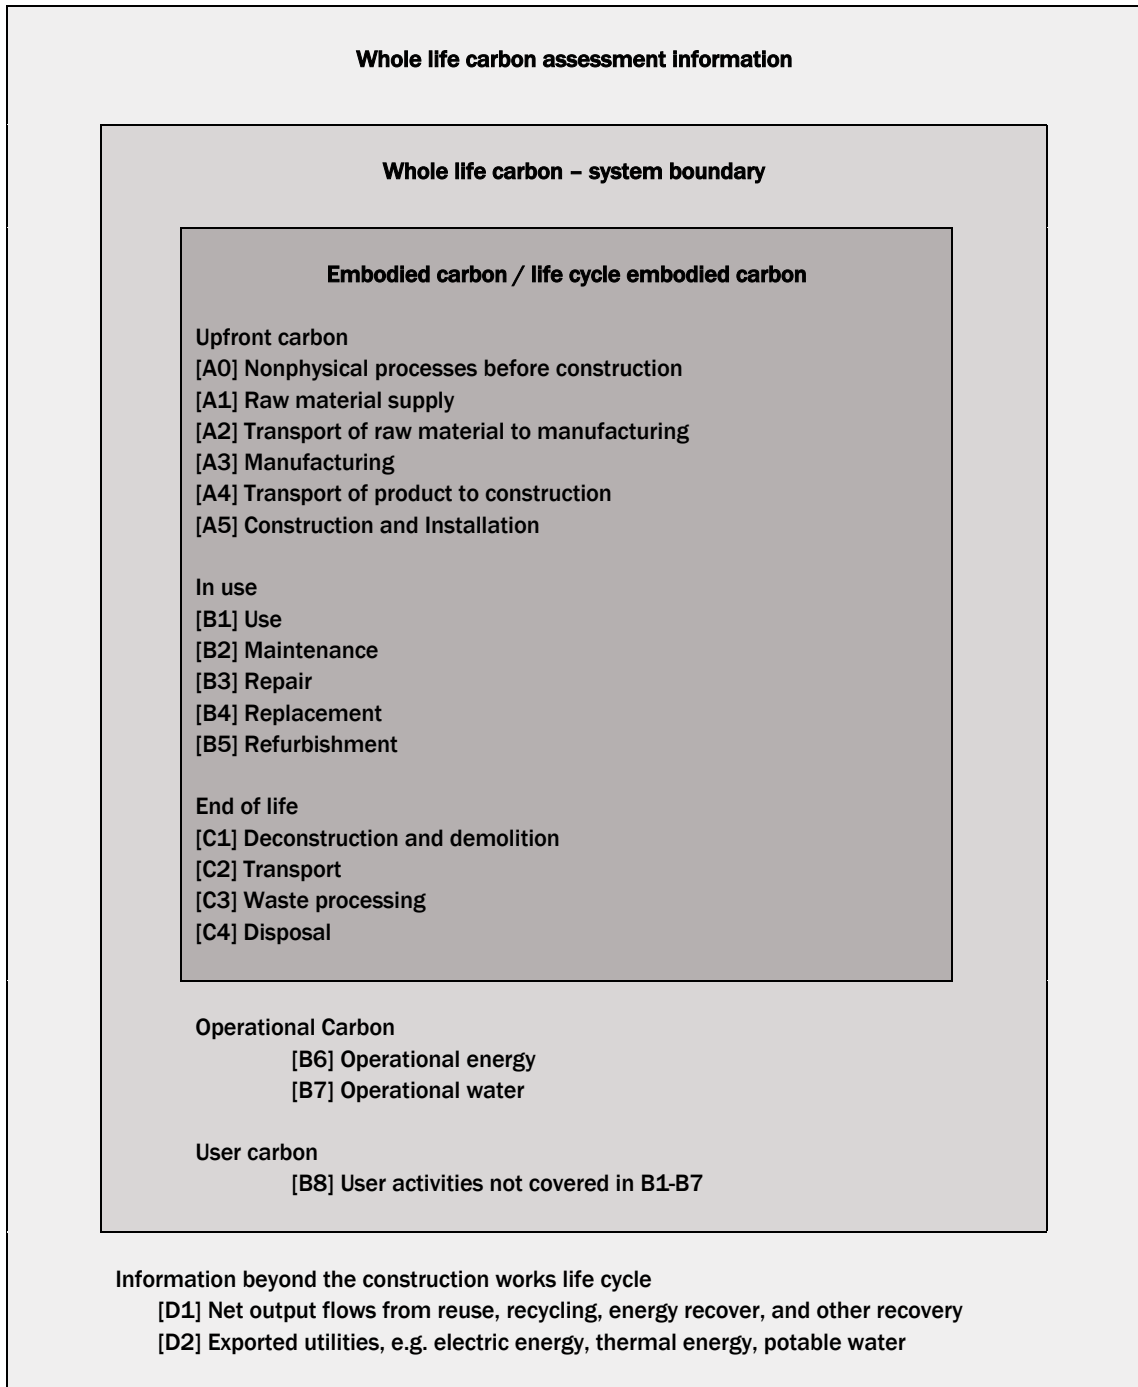 Whole life carbon assessment information
Whole life carbon – system boundary
Embodied carbon / life cycle embodied carbon
Upfront carbon
[A0] Nonphysical processes before construction
[A1] Raw material supply
[A2] Transport of raw material to manufacturing
[A3] Manufacturing
[A4] Transport of product to construction
[A5] Construction and Installation
In use
[B1] Use
[B2] Maintenance
[B3] Repair
[B4] Replacement
[B5] Refurbishment
End of life
[C1] Deconstruction and demolition
[C2] Transport
[C3] Waste processing
[C4] Disposal
Operational Carbon
[B6] Operational energy
[B7] Operational water
User carbon
[B8] User activities not covered in B1-B7
Information beyond the construction works life cycle
[D1] Net output flows from reuse, recycling, energy recover, and other recovery
[D2] Exported utilities, e.g. electric energy, thermal energy, potable water